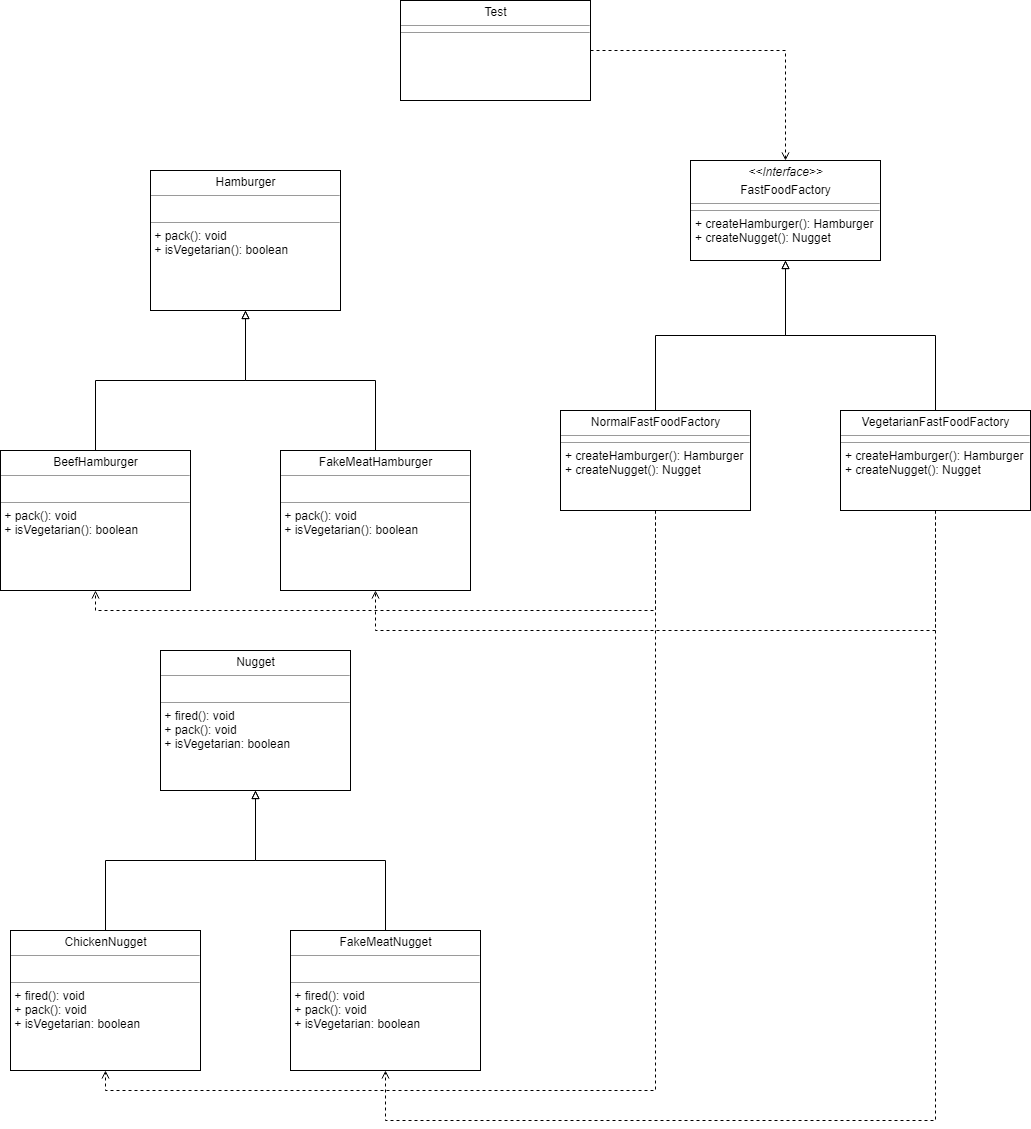 Test
<<Interface>>
FastFoodFactory
+ createHamburger(): Hamburger
+ createNugget(): Nugget
Hamburger
+ pack(): void
+ isVegetarian(): boolean
NormalFastFoodFactory
+ createHamburger(): Hamburger
+ createNugget(): Nugget
VegetarianFastFoodFactory
+ createHamburger(): Hamburger
+ createNugget(): Nugget
BeefHamburger
+ pack(): void
+ isVegetarian(): boolean
FakeMeatHamburger
+ pack(): void
+ isVegetarian(): boolean
Nugget
+ fired(): void
+ pack(): void
+ isVegetarian: boolean
ChickenNugget
+ fired(): void
+ pack(): void
+ isVegetarian: boolean
FakeMeatNugget
+ fired(): void
+ pack(): void
+ isVegetarian: boolean